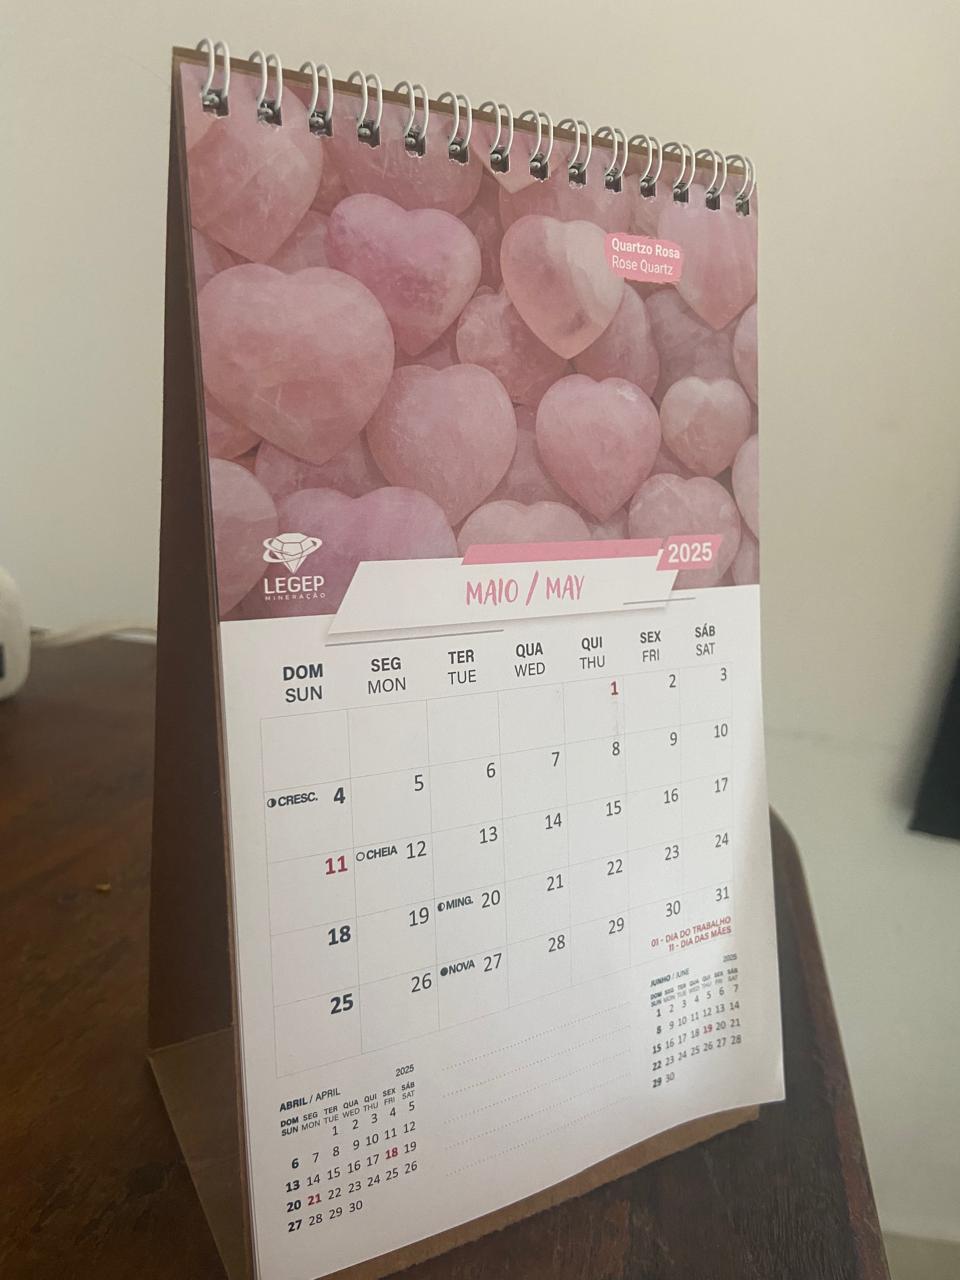 Quartzo Rosa
Rose Quartz
LEGEP
MINERAÇÃO
2025
MAIO / MAY
DOM SEG TER QUA QUI SEX SÁB
SUN MON TUE WED THU FRI SAT
1 2 3
CRESC. 4 5 6 7 8 9 10
11 CHEIA 12 13 14 15 16 17
18 19 MING. 20 21 22 23 24
25 26 NOVA 27 28 29 30 31
01 - DIA DO TRABALHO
11 - DIA DAS MÃES
ABRIL / APRIL 2025
DOM SEG TER QUA QUI SEX SÁB
SUN MON TUE WED THU FRI SAT
1 2 3 4 5
6 7 8 9 10 11 12
13 14 15 16 17 18 19
20 21 22 23 24 25 26
27 28 29 30
JUNHO / JUNE 2025
DOM SEG TER QUA QUI SEX SÁB
SUN MON TUE WED THU FRI SAT
1 2 3 4 5 6 7
8 9 10 11 12 13 14
15 16 17 18 19 20 21
22 23 24 25 26 27 28
29 30